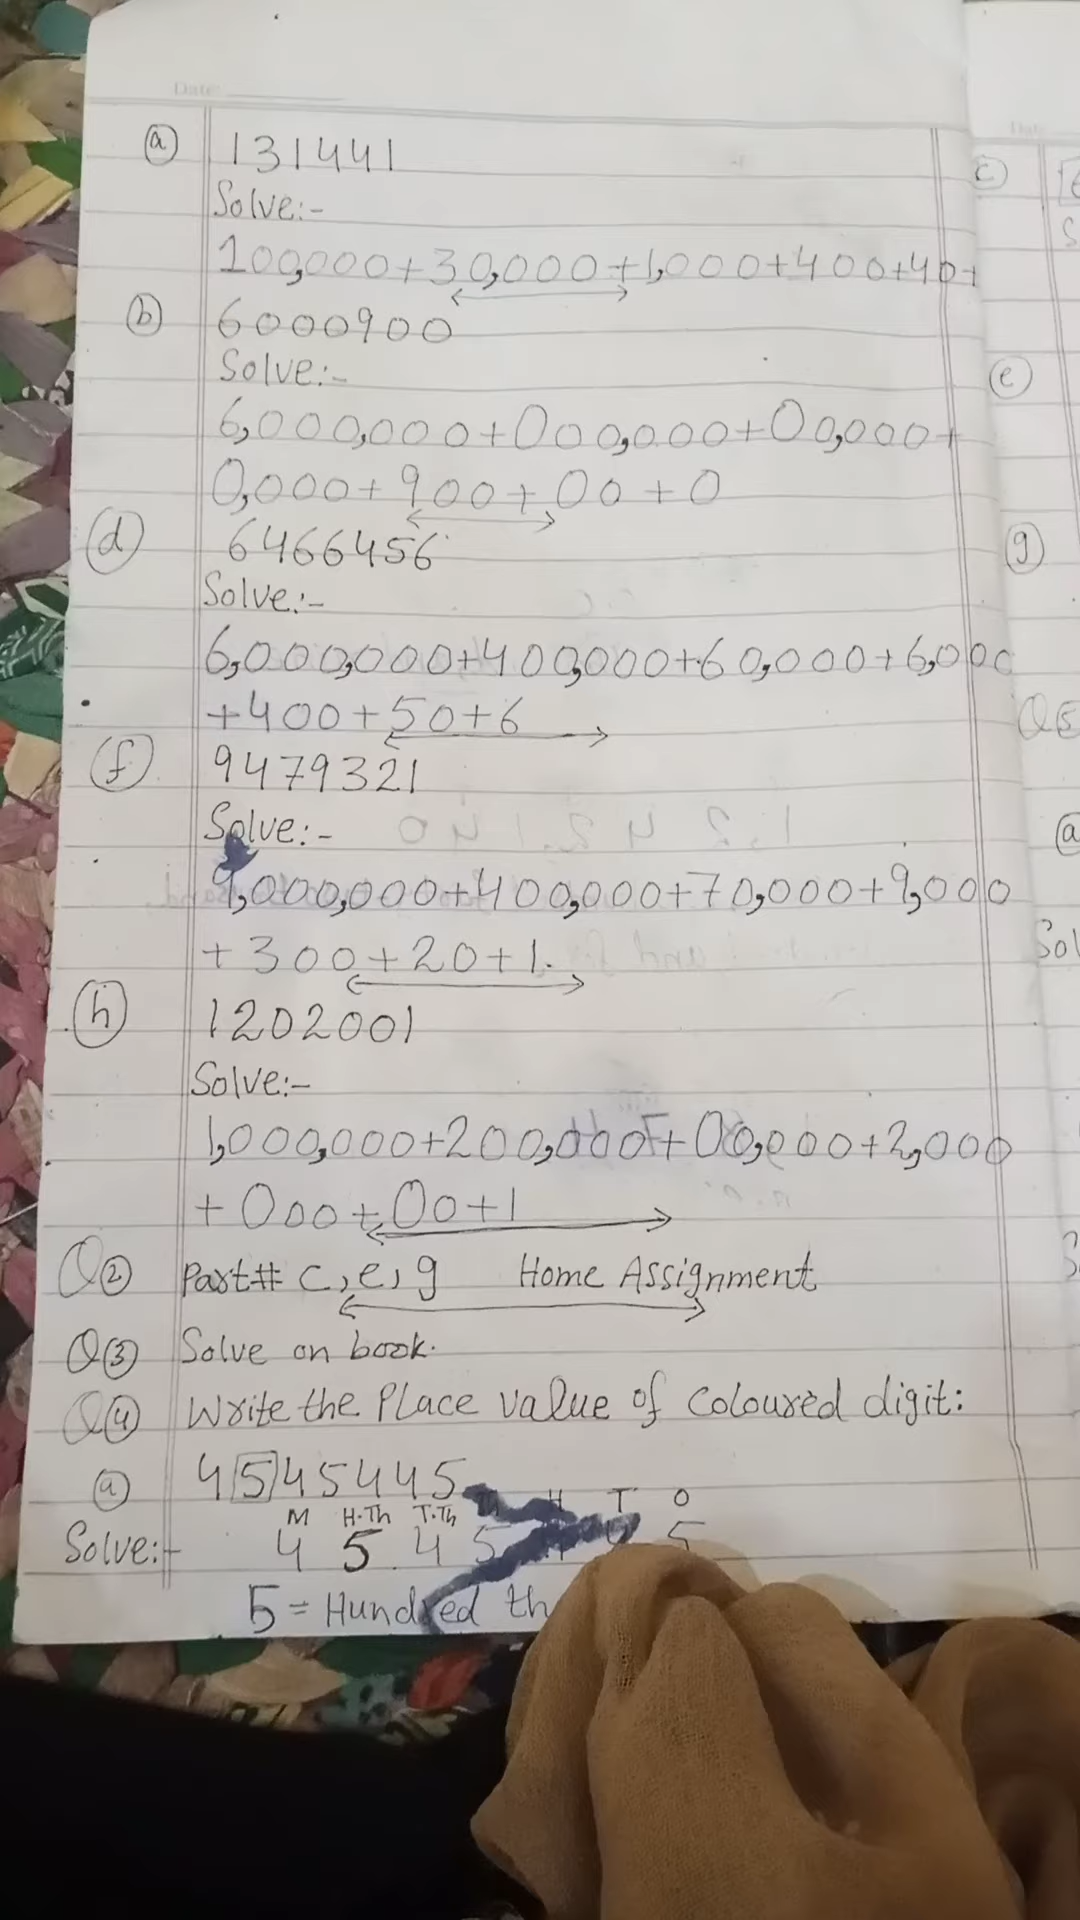 Date:
(a) 131441
Solve:-
100,000+30,000+1,000+400+40+
(b) 6000900
Solve:-
6,000,000+000,000+00,000+
0,000+900+00+0
(d) 6466456
Solve:-
6,000,000+400,000+60,000+6,000
+400+50+6
(f) 9479321
Solve:-
9,000,000+400,000+70,000+9,000
+300+20+1.
(h) 1202001
Solve:-
1,000,000+200,000+00,000+2,000
+000+00+1
Q2 Part# c, e, g Home Assignment
Q3 Solve on book.
Q4 Write the Place value of coloured digit:
(a) 4545445
M H.Th T.Th H T O
Solve:- 4 5 4 5 4 4 5
5 = Hundred th
Date
(c)
(e)
(g)
Q5
(a)
Sol